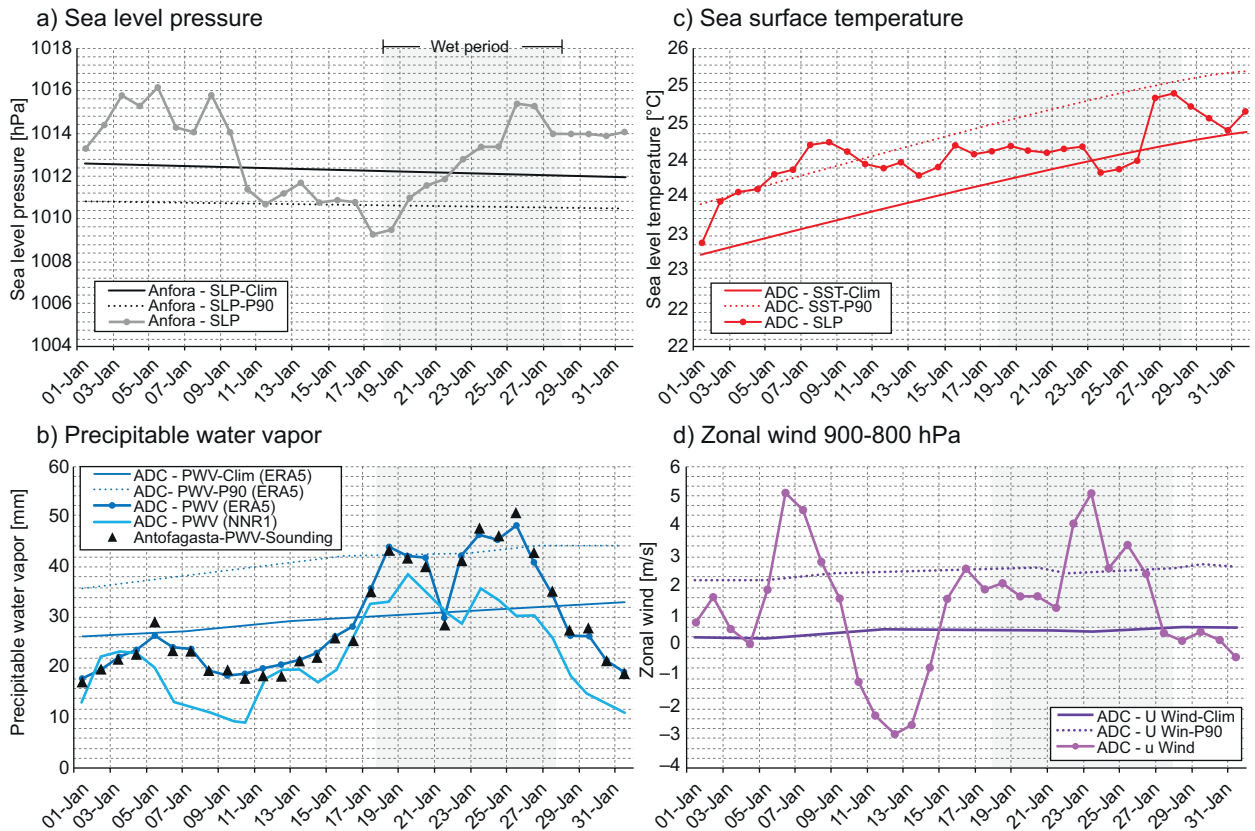 a) Sea level pressure
Sea level pressure [hPa]
1018
1016
1014
1012
1010
1008
1006
1004
Wet period
Anfora - SLP-Clim
Anfora - SLP-P90
Anfora - SLP
01-Jan
03-Jan
05-Jan
07-Jan
09-Jan
11-Jan
13-Jan
15-Jan
17-Jan
19-Jan
21-Jan
23-Jan
25-Jan
27-Jan
29-Jan
31-Jan
c) Sea surface temperature
Sea level temperature [°C]
26
25
25
24
24
23
23
22
22
ADC - SST-Clim
ADC- SST-P90
ADC - SLP
01-Jan
03-Jan
05-Jan
07-Jan
09-Jan
11-Jan
13-Jan
15-Jan
17-Jan
19-Jan
21-Jan
23-Jan
25-Jan
27-Jan
29-Jan
31-Jan
b) Precipitable water vapor
Precipitable water vapor [mm]
60
50
40
30
20
10
0
ADC - PWV-Clim (ERA5)
ADC- PWV-P90 (ERA5)
ADC - PWV (ERA5)
ADC - PWV (NNR1)
Antofagasta-PWV-Sounding
01-Jan
03-Jan
05-Jan
07-Jan
09-Jan
11-Jan
13-Jan
15-Jan
17-Jan
19-Jan
21-Jan
23-Jan
25-Jan
27-Jan
29-Jan
31-Jan
d) Zonal wind 900-800 hPa
Zonal wind [m/s]
6
5
4
3
2
1
0
–1
–2
–3
–4
ADC - U Wind-Clim
ADC - U Win-P90
ADC - u Wind
01-Jan
03-Jan
05-Jan
07-Jan
09-Jan
11-Jan
13-Jan
15-Jan
17-Jan
19-Jan
21-Jan
23-Jan
25-Jan
27-Jan
29-Jan
31-Jan